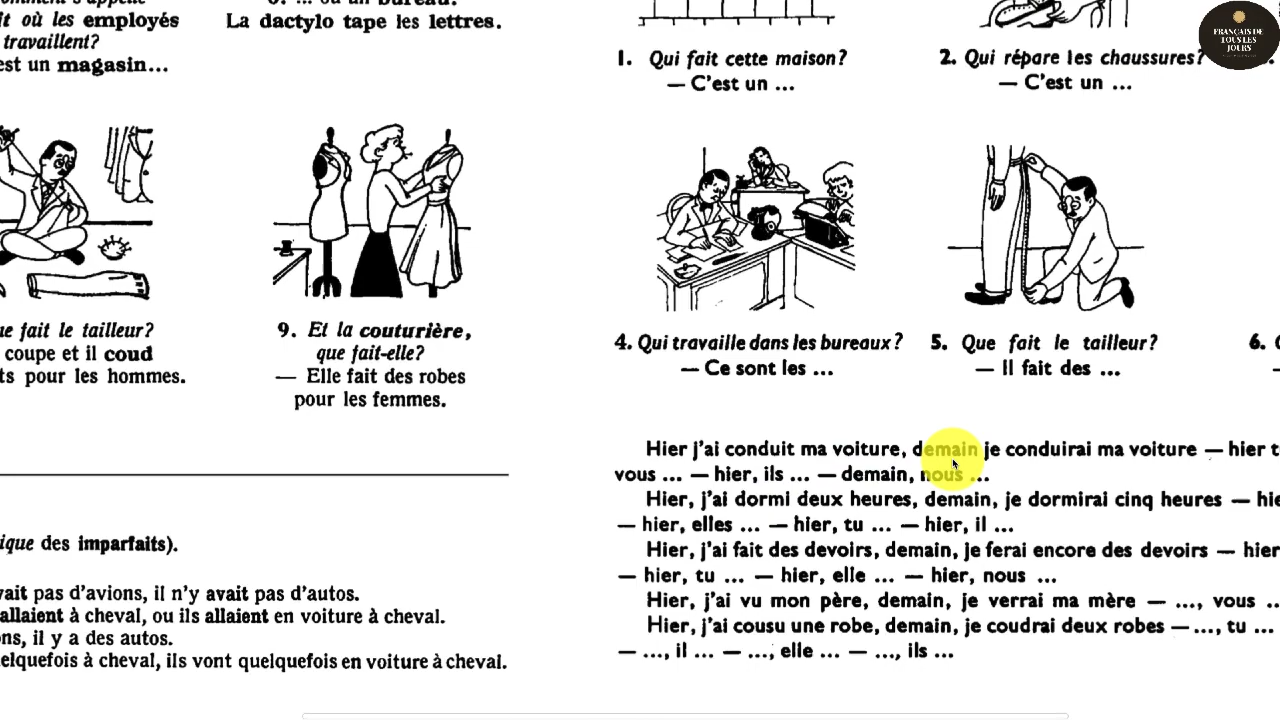 it où les employés
travaillent?
est un magasin...
La dactylo tape les lettres.
ue fait le tailleur?
coupe et il coud
ts pour les hommes.
9. Et la couturière,
que fait-elle?
— Elle fait des robes
pour les femmes.
ique des imparfaits).
vait pas d'avions, il n'y avait pas d'autos.
allaient à cheval, ou ils allaient en voiture à cheval.
ons, il y a des autos.
elquefois à cheval, ils vont quelquefois en voiture à cheval.
FRANÇAIS DE
TOUS LES
JOURS
1. Qui fait cette maison?
— C'est un ...
2. Qui répare les chaussures?
— C'est un ...
4. Qui travaille dans les bureaux?
— Ce sont les ...
5. Que fait le tailleur?
— Il fait des ...
6.
Hier j'ai conduit ma voiture, demain je conduirai ma voiture — hier t
vous ... — hier, ils ... — demain, nous ...
Hier, j'ai dormi deux heures, demain, je dormirai cinq heures — hie
— hier, elles ... — hier, tu ... — hier, il ...
Hier, j'ai fait des devoirs, demain, je ferai encore des devoirs — hier
— hier, tu ... — hier, elle ... — hier, nous ...
Hier, j'ai vu mon père, demain, je verrai ma mère — ..., vous ..
Hier, j'ai cousu une robe, demain, je coudrai deux robes — ..., tu ...
— ..., il ... — ..., elle ... — ..., ils ...